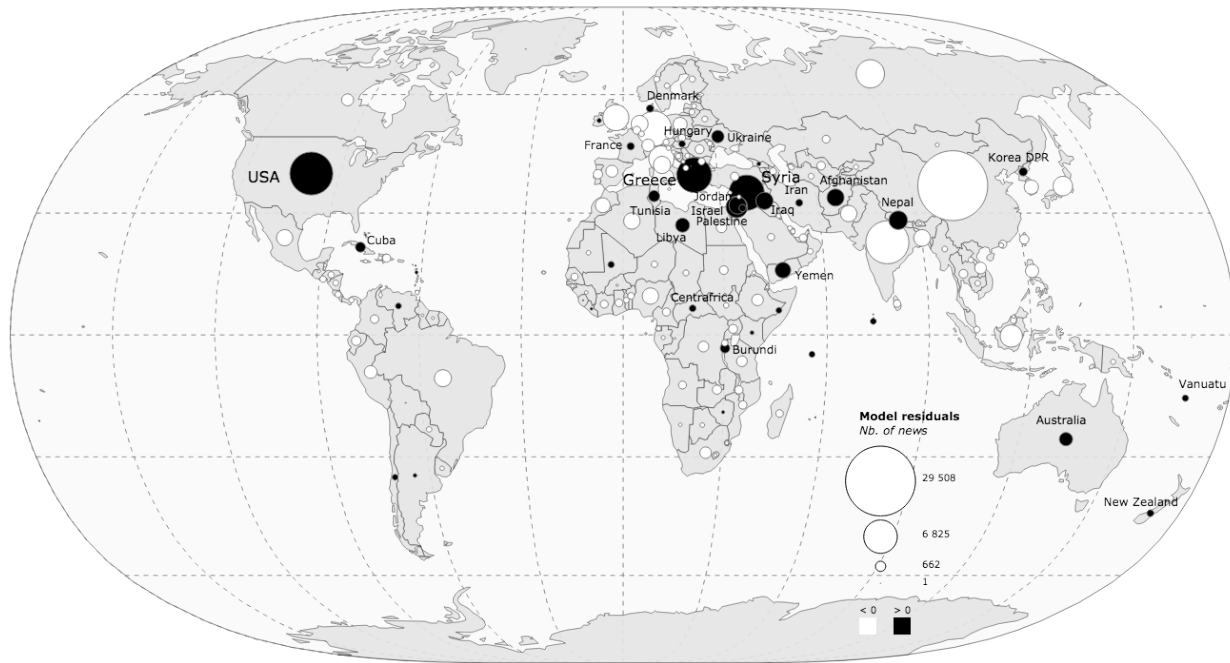 Denmark
Hungary
Ukraine
France
Korea DPR
USA
Greece
Syria
Afghanistan
Iran
Jordan
Nepal
Tunisia
Israel
Iraq
Palestine
Libya
Cuba
Yemen
Centrafrica
Burundi
Vanuatu
Model residuals
Nb. of news
Australia
29 508
New Zealand
6 825
662
1
< 0 > 0